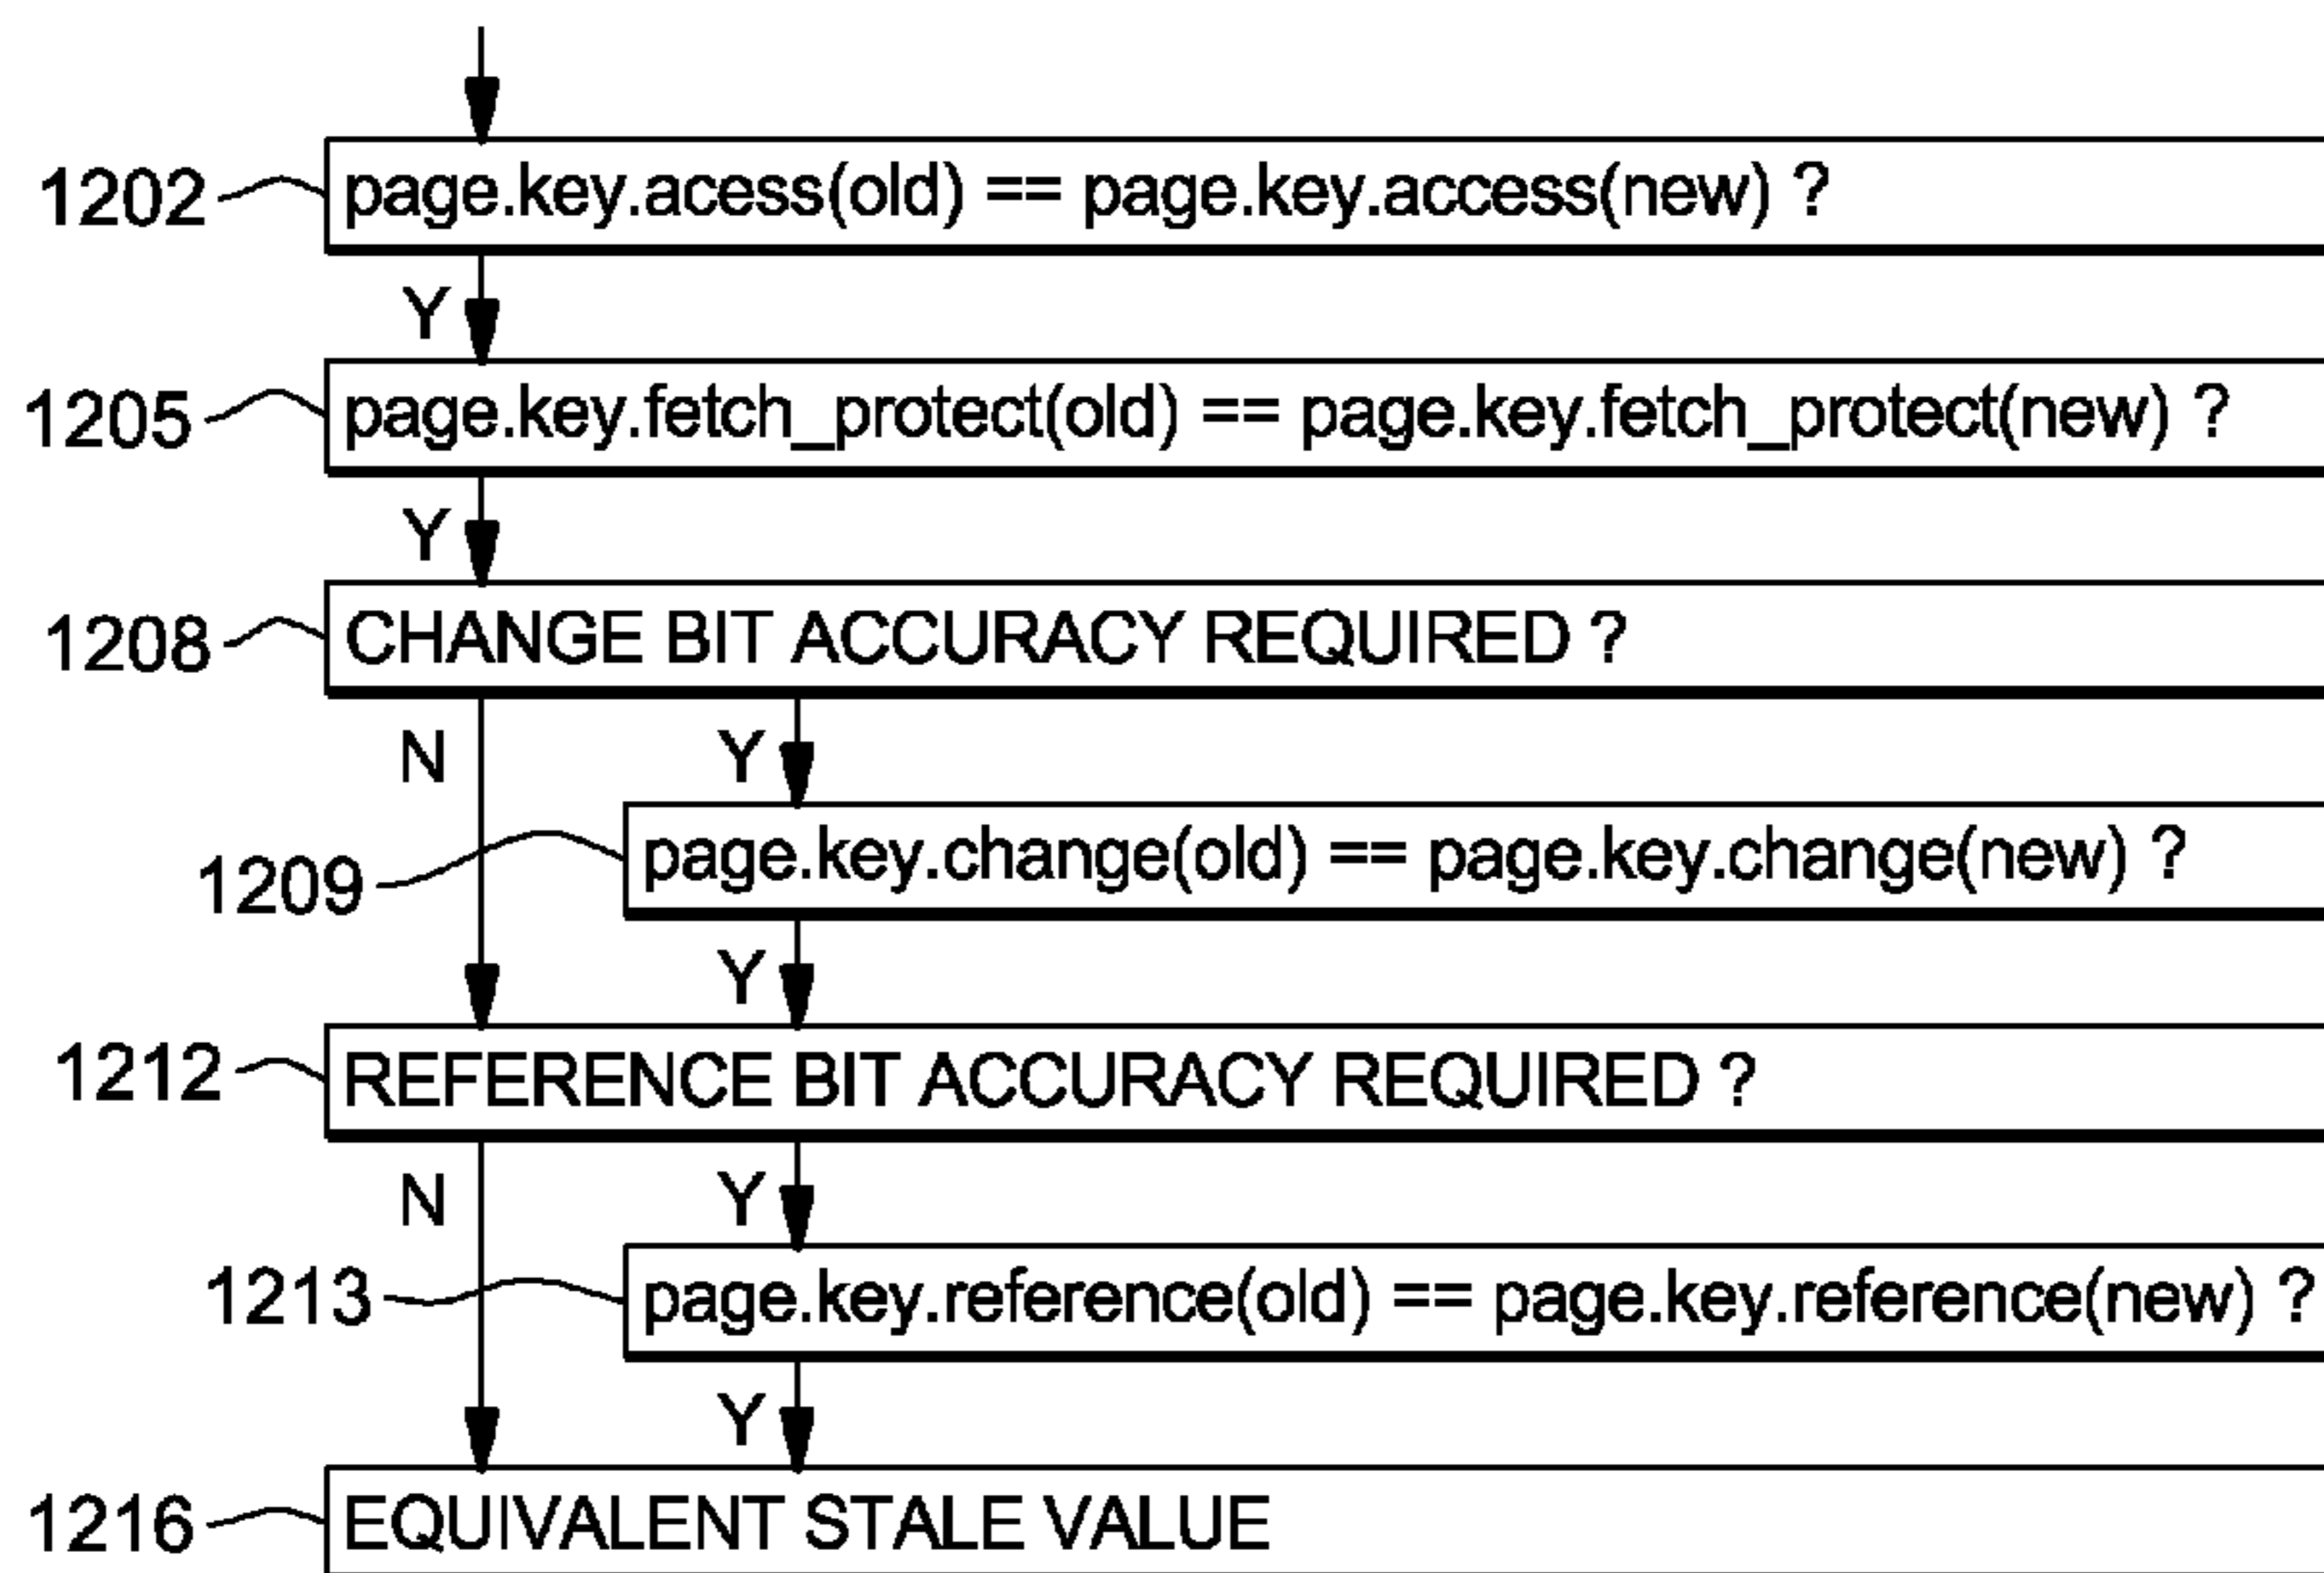 1202 page.key.acess(old) == page.key.access(new) ?
Y
1205 page.key.fetch_protect(old) == page.key.fetch_protect(new) ?
Y
1208 CHANGE BIT ACCURACY REQUIRED ?
N Y
1209 page.key.change(old) == page.key.change(new) ?
Y
1212 REFERENCE BIT ACCURACY REQUIRED ?
N Y
1213 page.key.reference(old) == page.key.reference(new) ?
Y
1216 EQUIVALENT STALE VALUE